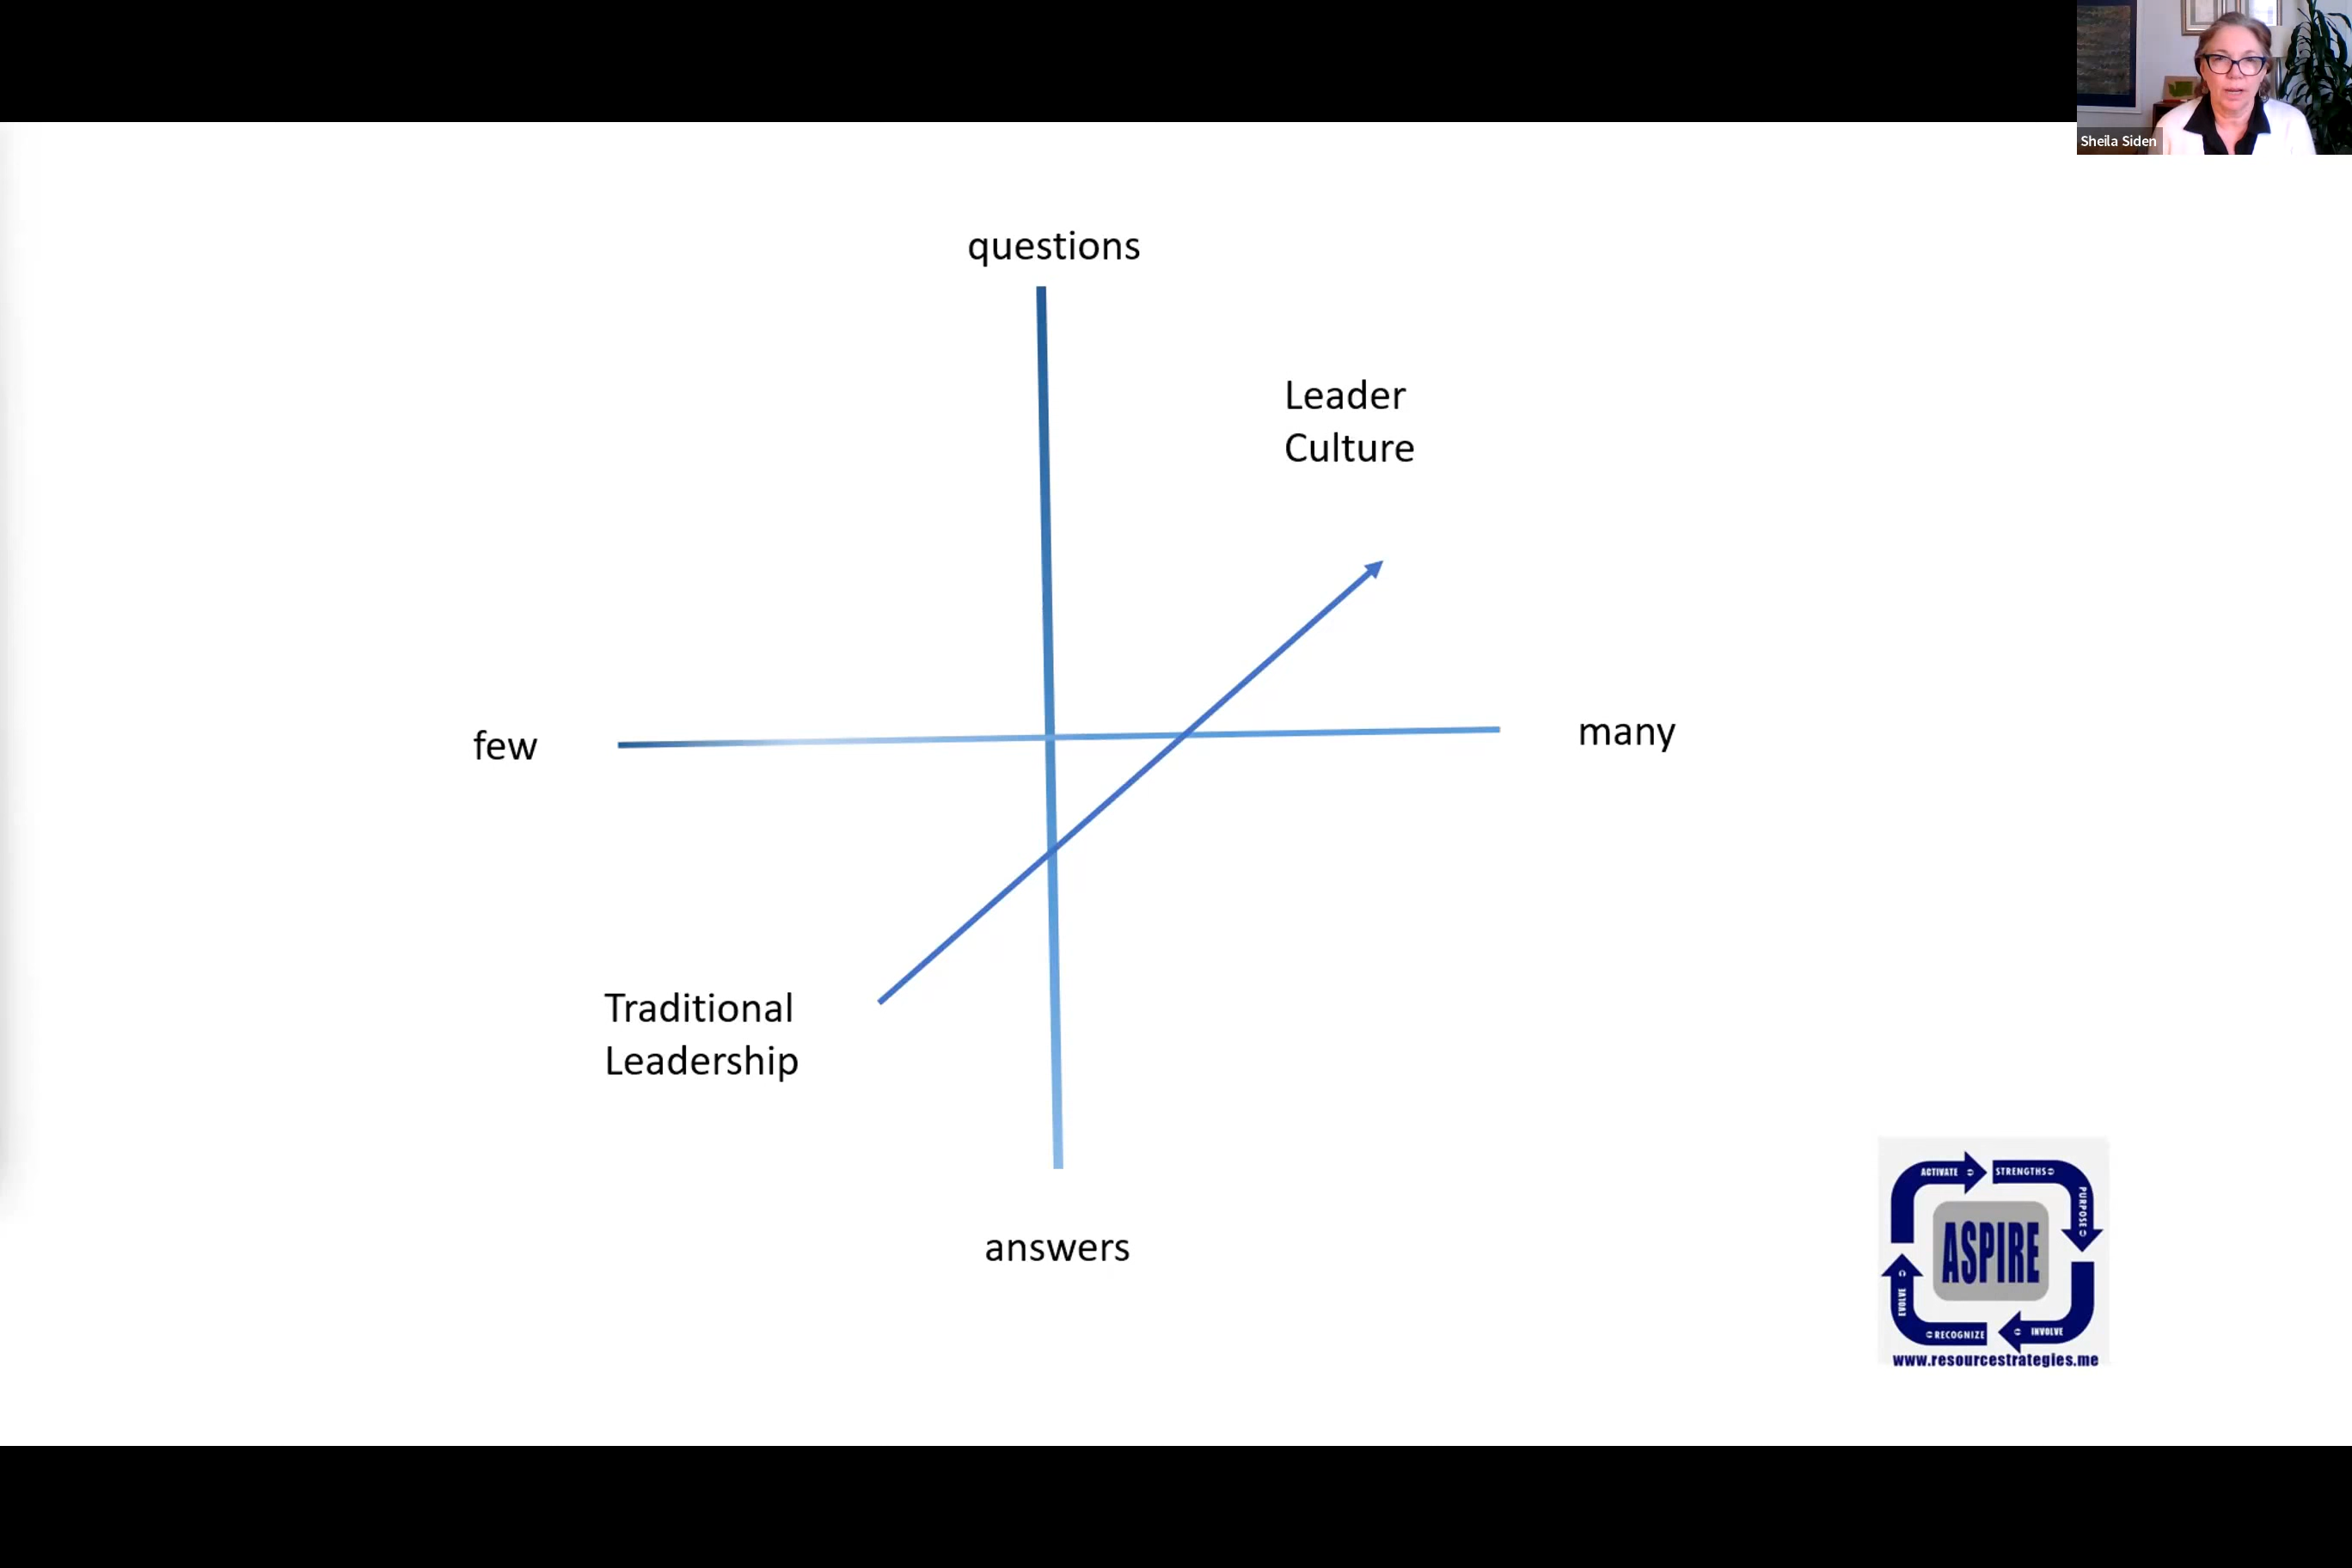 Sheila Siden
questions
Leader
Culture
few
many
Traditional
Leadership
answers
ACTIVATE
STRENGTHS
PURPOSE
ASPIRE
EVOLVE
RECOGNIZE
INVOLVE
www.resourcestrategies.me